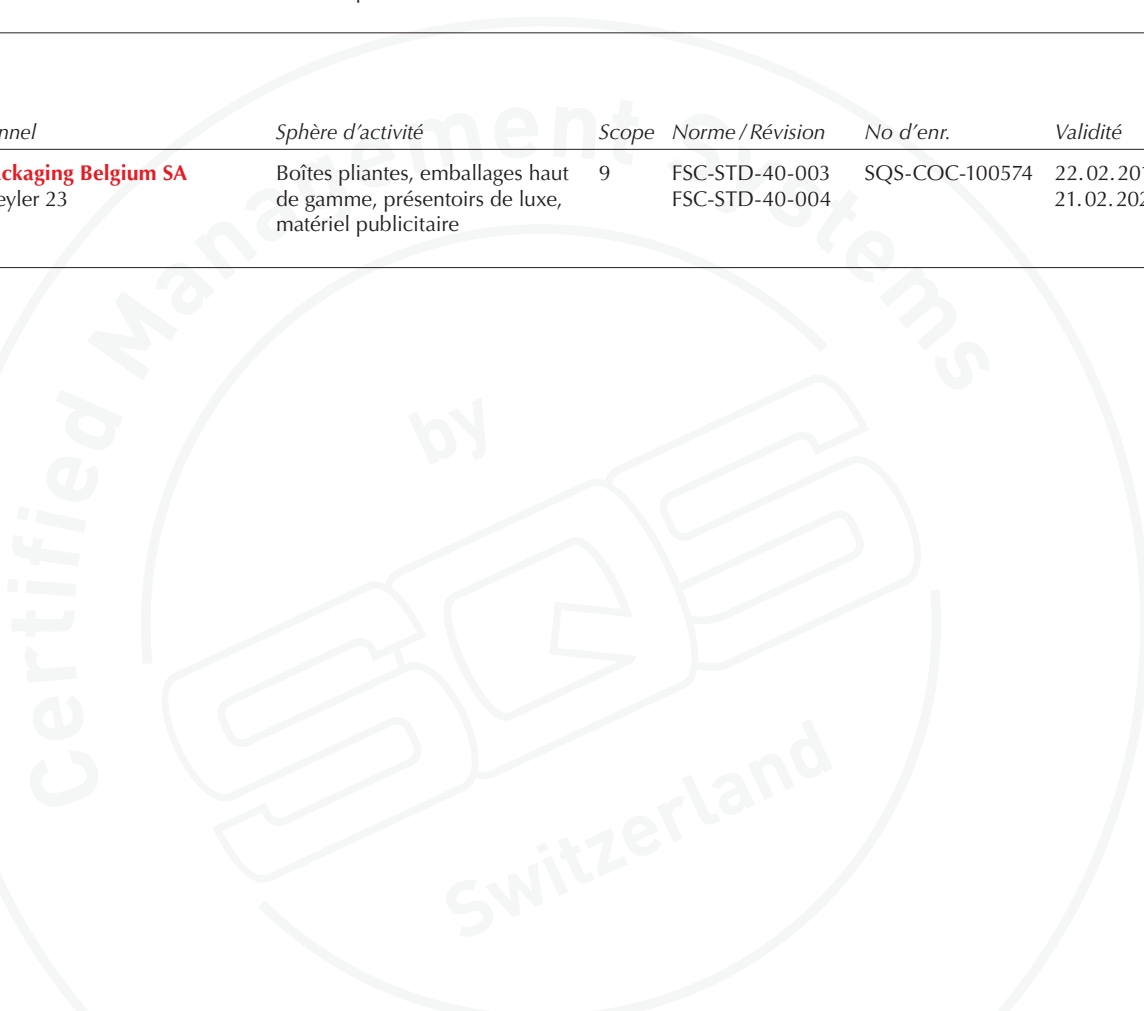 nnel Sphère d’activité Scope Norme / Révision No d’enr. Validité
ckaging Belgium SA Boîtes pliantes, emballages haut 9 FSC-STD-40-003 SQS-COC-100574 22.02.201
eyler 23 de gamme, présentoirs de luxe, FSC-STD-40-004 21.02.202
matériel publicitaire
Certified Management Systems
by
SQS
Switzerland